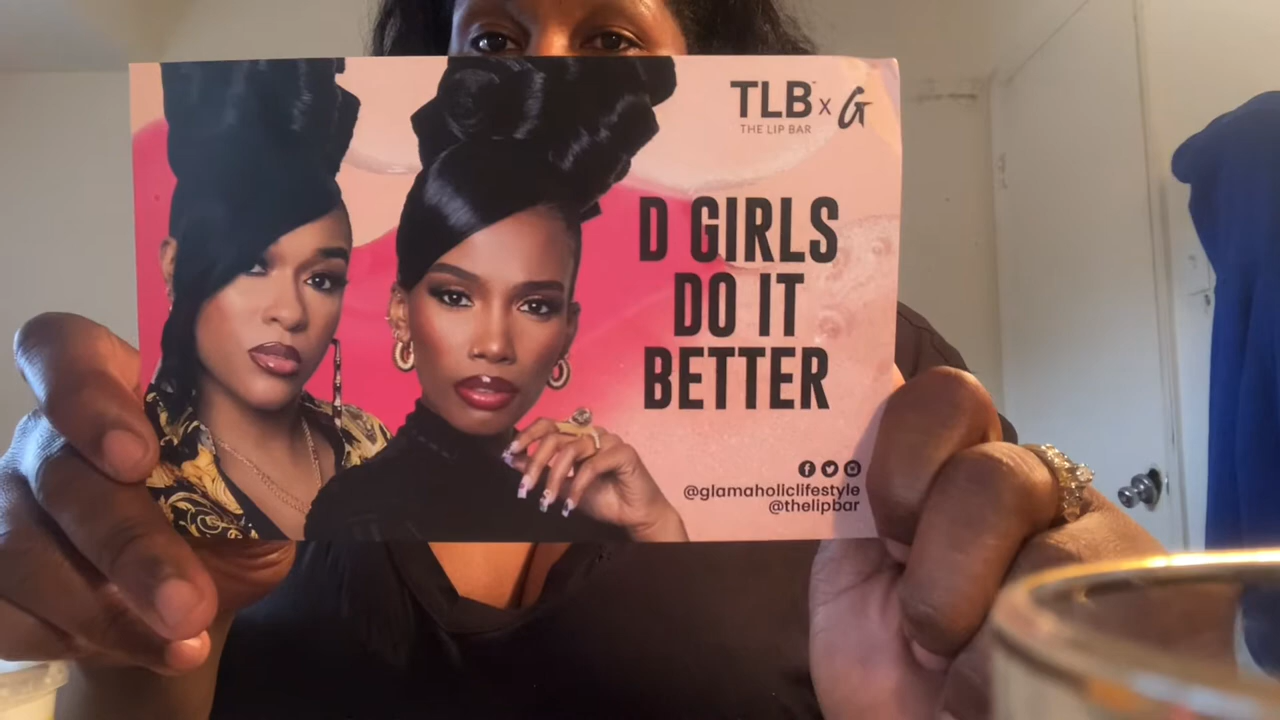 TLB x G
THE LIP BAR
D GIRLS
DO IT
BETTER
@glamaholiclifestyle
@thelipbar